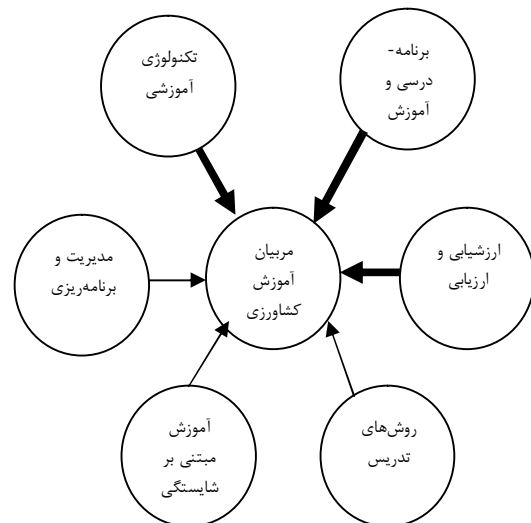 برنامه-
درسی و
آموزش
تکنولوژی
آموزشی
ارزشیابی و
ارزیابی
مربیان
آموزش
کشاورزی
مدیریت و
برنامه‌ریزی
روش‌های
تدریس
آموزش
مبتنی بر
شایستگی